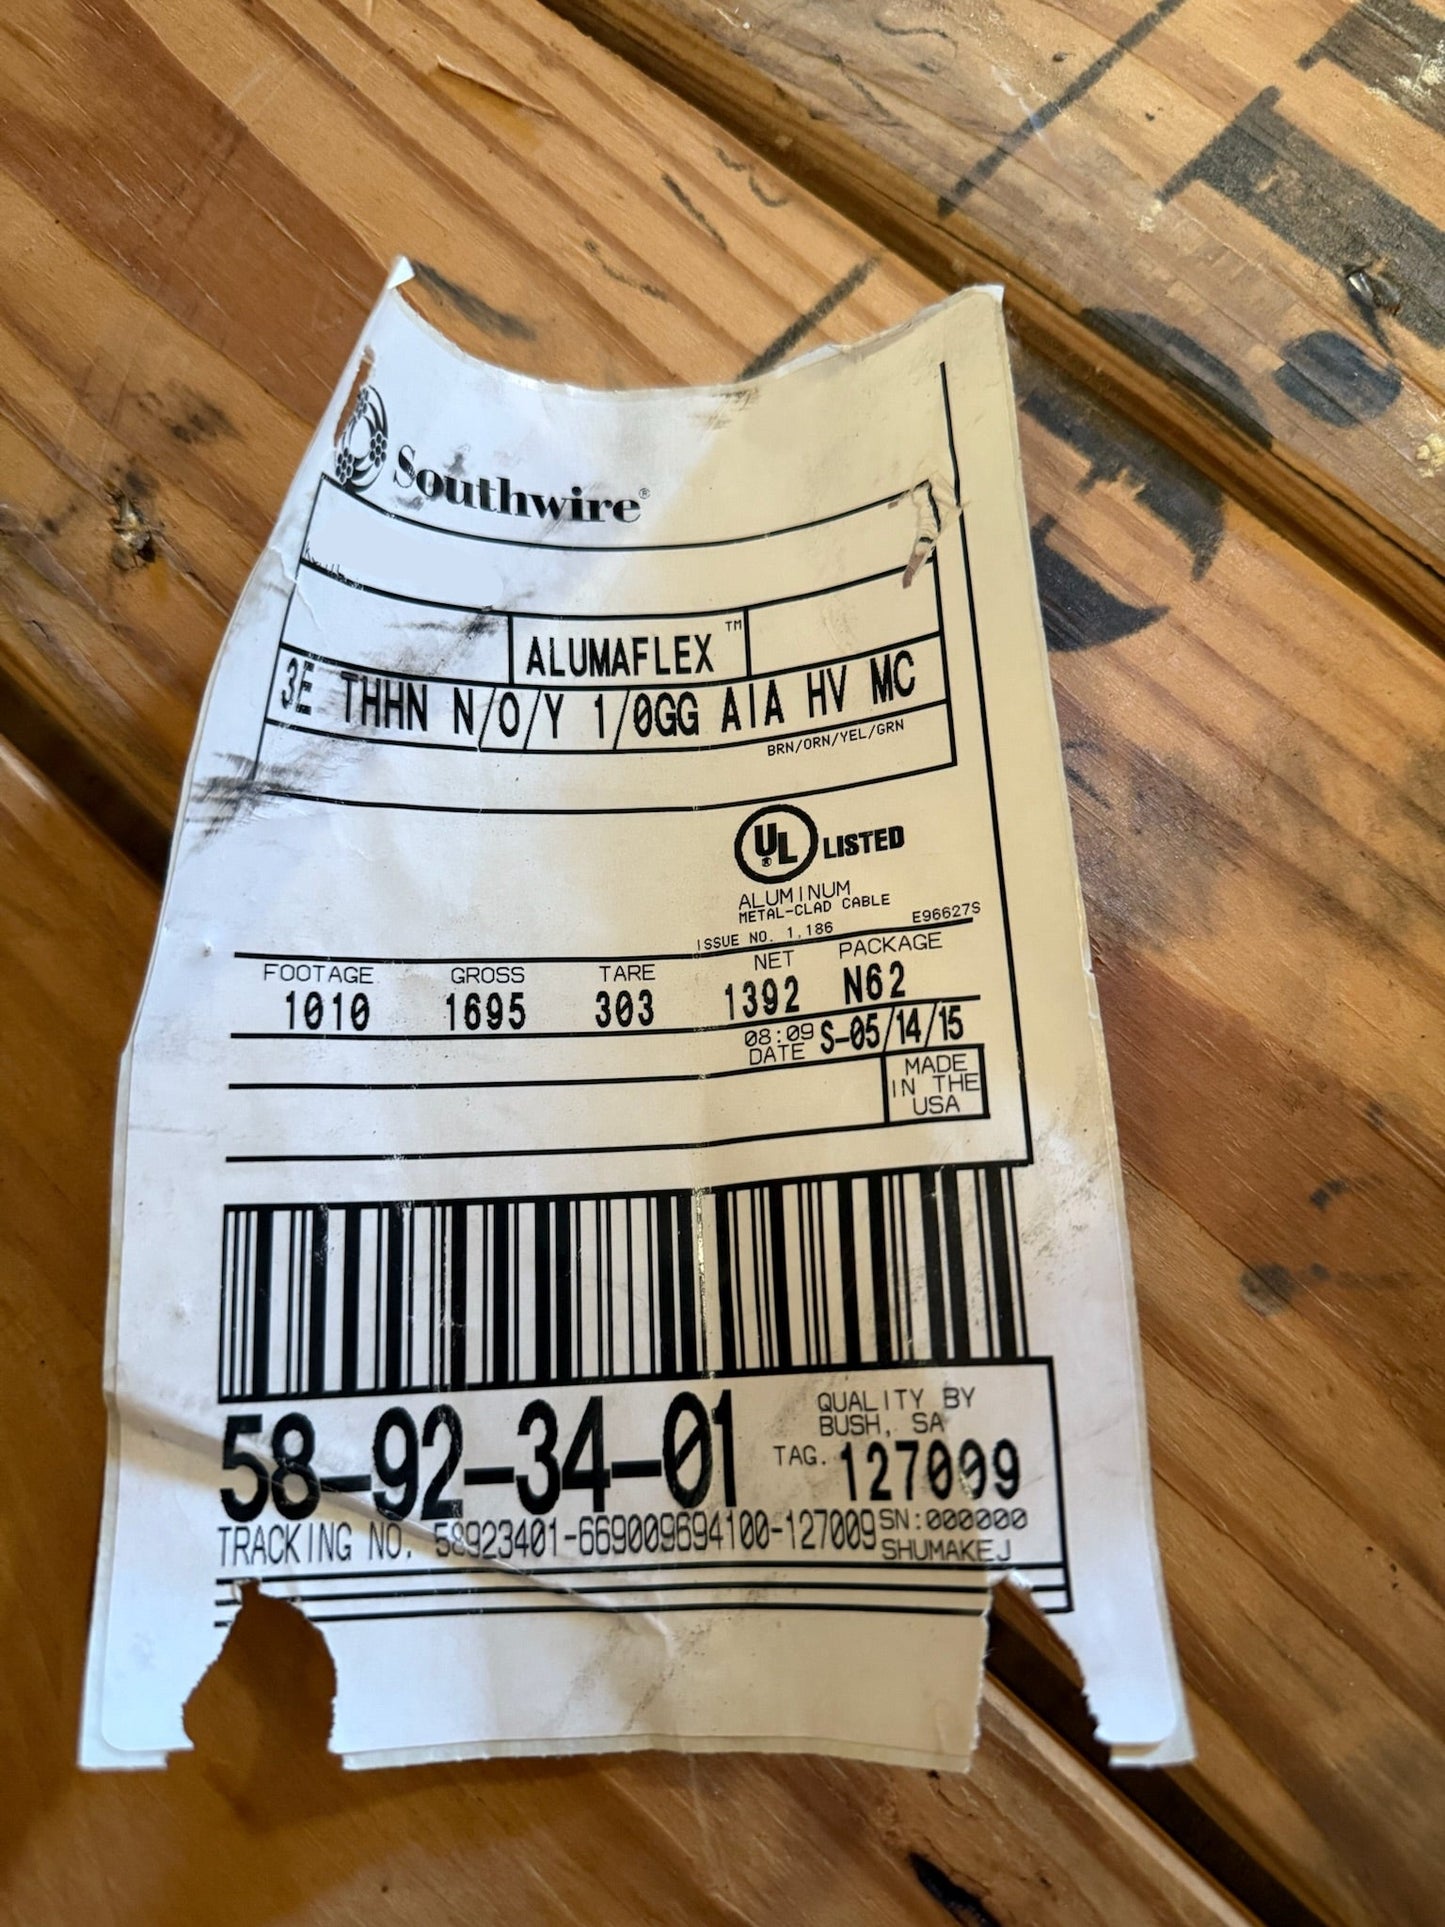 Southwire®
ALUMAFLEX™
3E THHN N/O/Y 1/0GG AIA HV MC
BRN/ORN/YEL/GRN
UL® LISTED
ALUMINUM
METAL-CLAD CABLE
ISSUE NO. 1,186 E96627S
FOOTAGE GROSS TARE NET PACKAGE
1010 1695 303 1392 N62
08:09
DATE S-05/14/15
MADE
IN THE
USA
58-92-34-01
QUALITY BY
BUSH, SA
TAG. 127009
TRACKING NO. 58923401-669009694100-127009
SN:000000
SHUMAKEJ